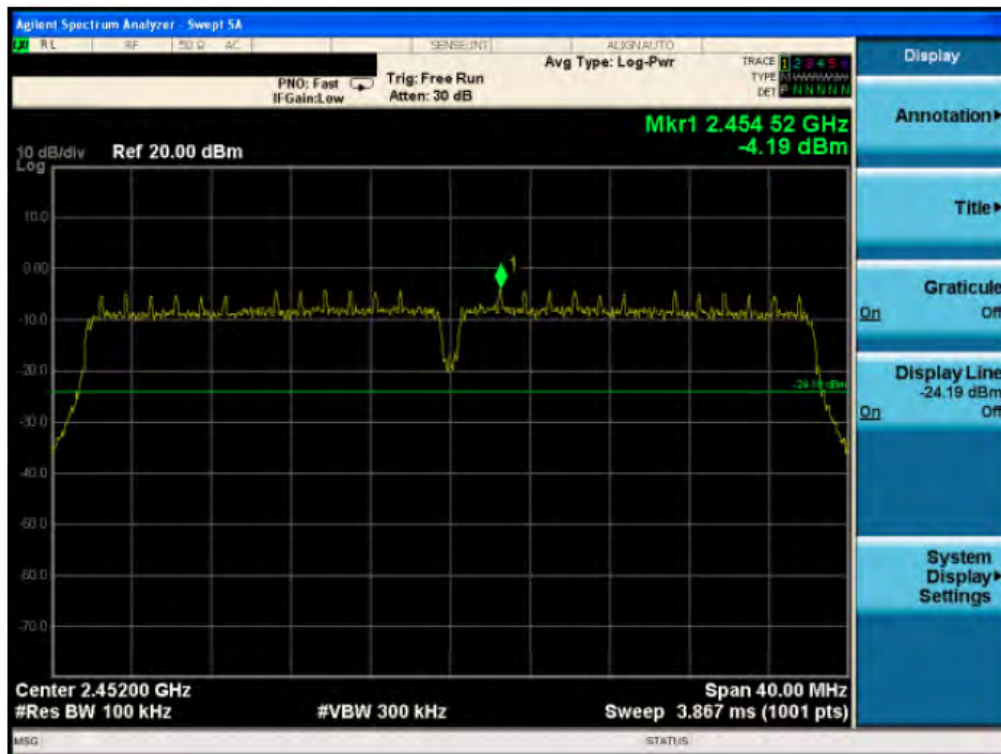 Agilent Spectrum Analyzer - Swept SA
LXI RL RF 50 Ω AC SENSE:INT ALIGN AUTO
Avg Type: Log-Pwr
TRACE 1 2 3 4 5 6
PNO: Fast Trig: Free Run
TYPE M WWWWW
IFGain:Low Atten: 30 dB
DET P N N N N N
Mkr1 2.454 52 GHz
-4.19 dBm
10 dB/div Ref 20.00 dBm
Log
10.0
0.00
1
-10.0
-20.0
-24.19 dBm
-30.0
-40.0
-50.0
-60.0
-70.0
Center 2.45200 GHz Span 40.00 MHz
#Res BW 100 kHz #VBW 300 kHz Sweep 3.867 ms (1001 pts)
MSG STATUS
Display
Annotation
Title
Graticule
On Off
Display Line
-24.19 dBm
On Off
System
Display
Settings